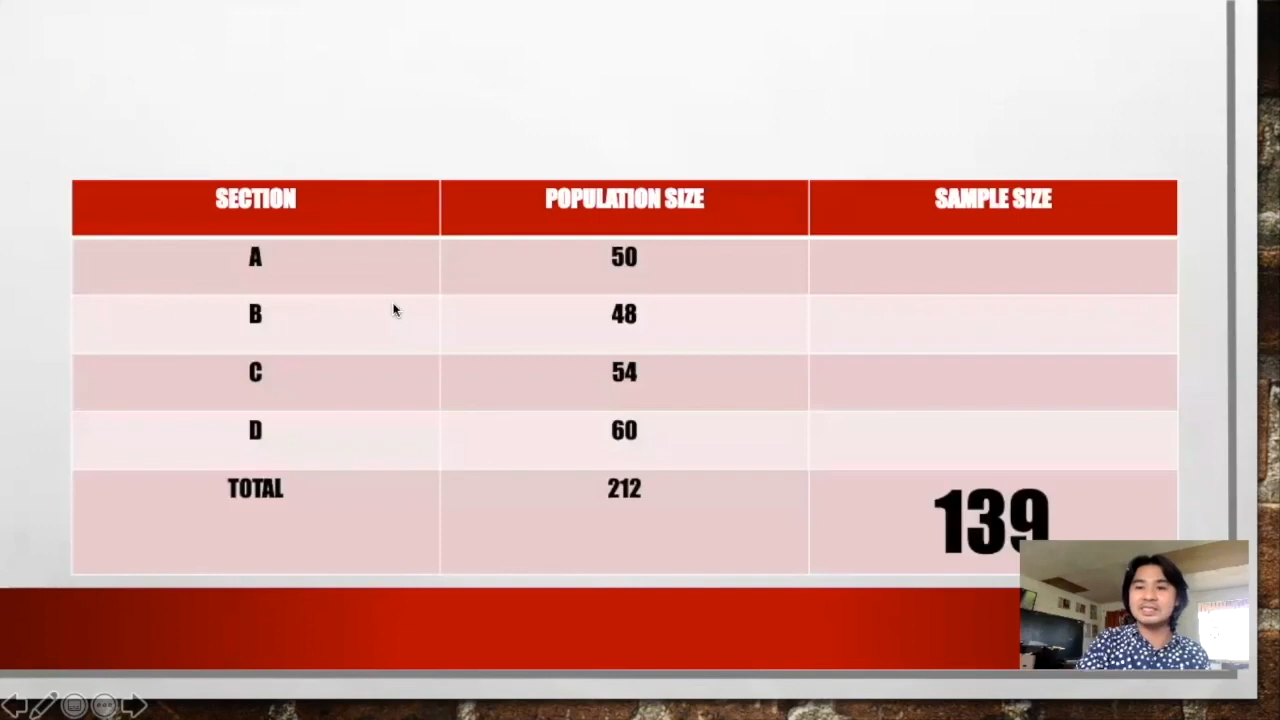 SECTION POPULATION SIZE SAMPLE SIZE
A 50
B 48
C 54
D 60
TOTAL 212 139